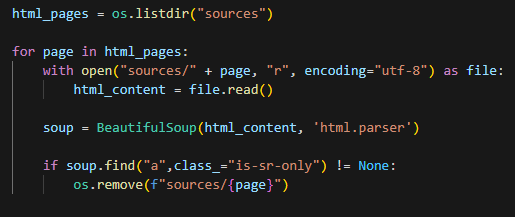 html_pages = os.listdir("sources")
for page in html_pages:
    with open("sources/" + page, "r", encoding="utf-8") as file:
        html_content = file.read()
    soup = BeautifulSoup(html_content, 'html.parser')
    if soup.find("a",class_="is-sr-only") != None:
        os.remove(f"sources/{page}")